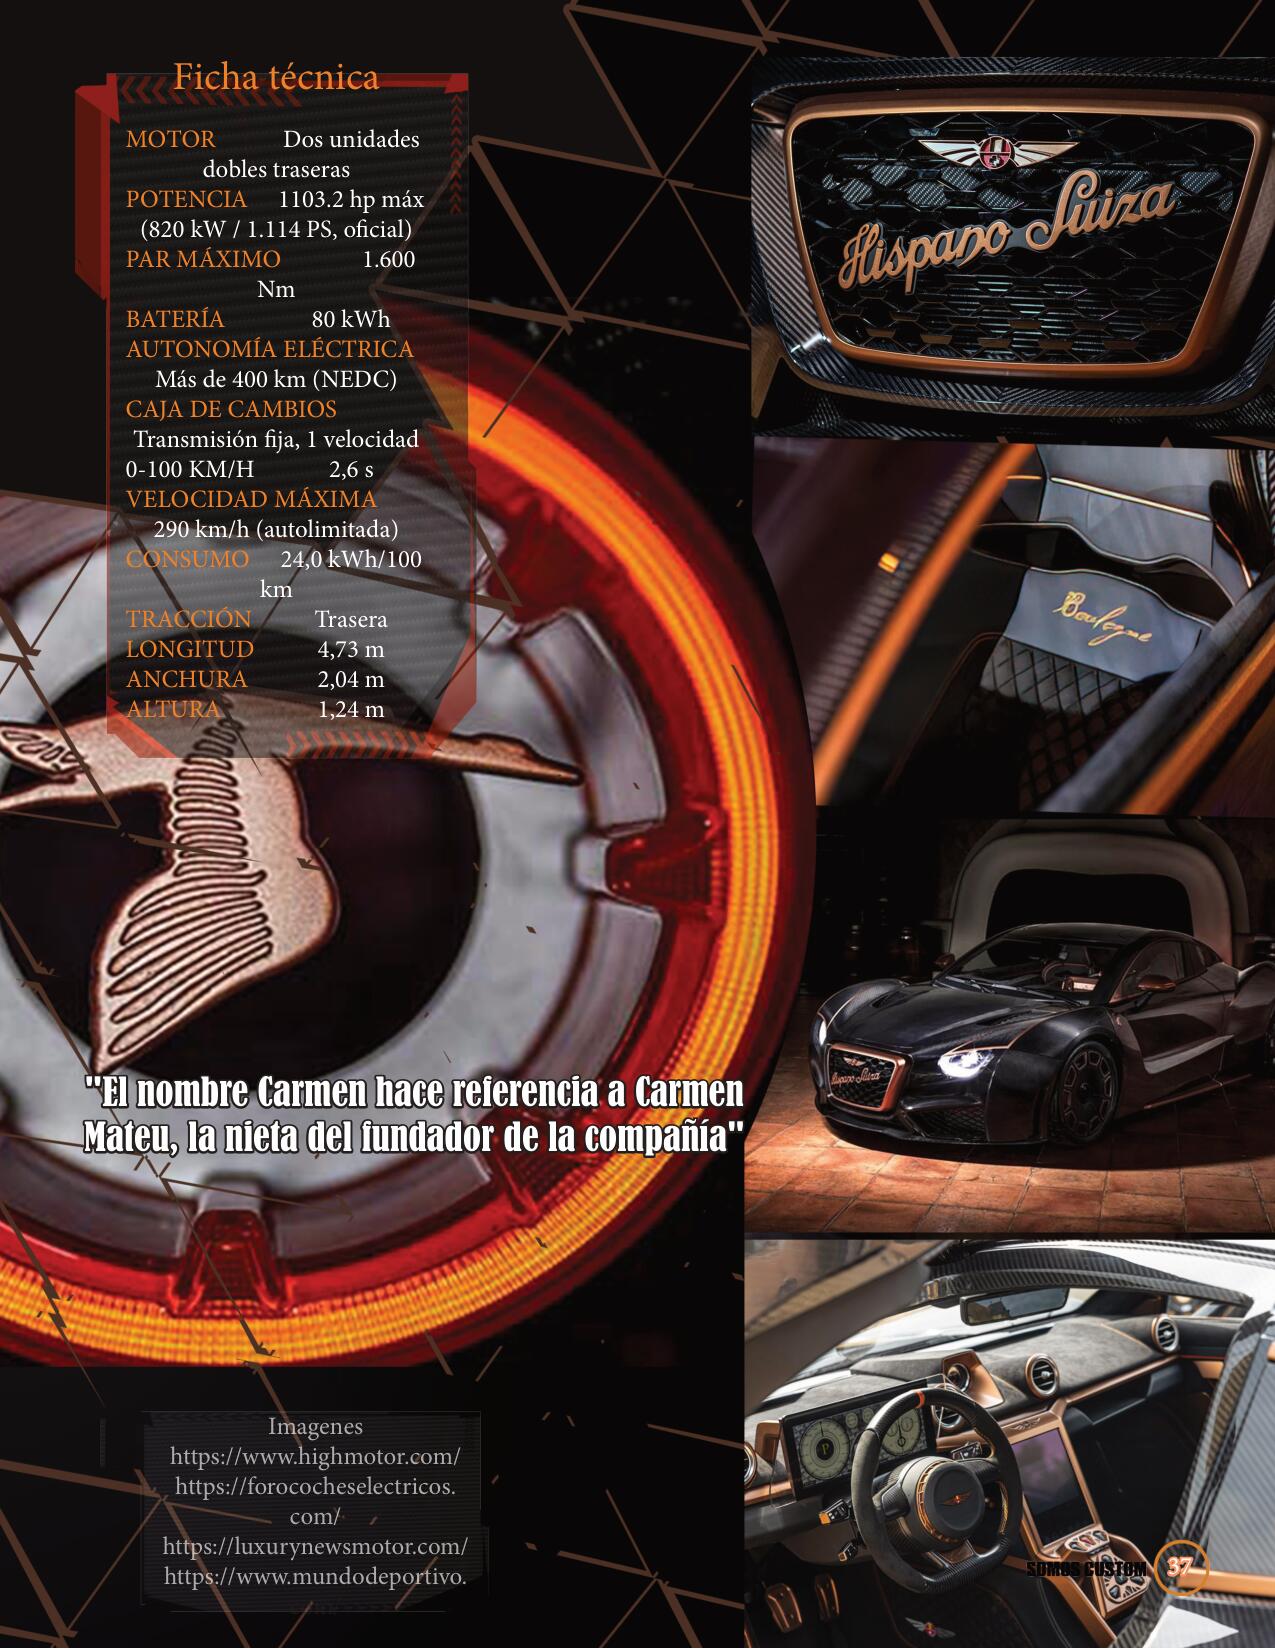 Ficha técnica
MOTOR Dos unidades
dobles traseras
POTENCIA 1103.2 hp máx
(820 kW / 1.114 PS, oficial)
PAR MÁXIMO 1.600
Nm
BATERÍA 80 kWh
AUTONOMÍA ELÉCTRICA
Más de 400 km (NEDC)
CAJA DE CAMBIOS
Transmisión fija, 1 velocidad
0-100 KM/H 2,6 s
VELOCIDAD MÁXIMA
290 km/h (autolimitada)
CONSUMO 24,0 kWh/100
km
TRACCIÓN Trasera
LONGITUD 4,73 m
ANCHURA 2,04 m
ALTURA 1,24 m
Hispano Suiza
Boulogne
Hispano Suiza
"El nombre Carmen hace referencia a Carmen
Mateu, la nieta del fundador de la compañía"
P
Imagenes
https://www.highmotor.com/
https://forococheselectricos.
com/
https://luxurynewsmotor.com/
https://www.mundodeportivo.
SOMOS CUSTOM 37